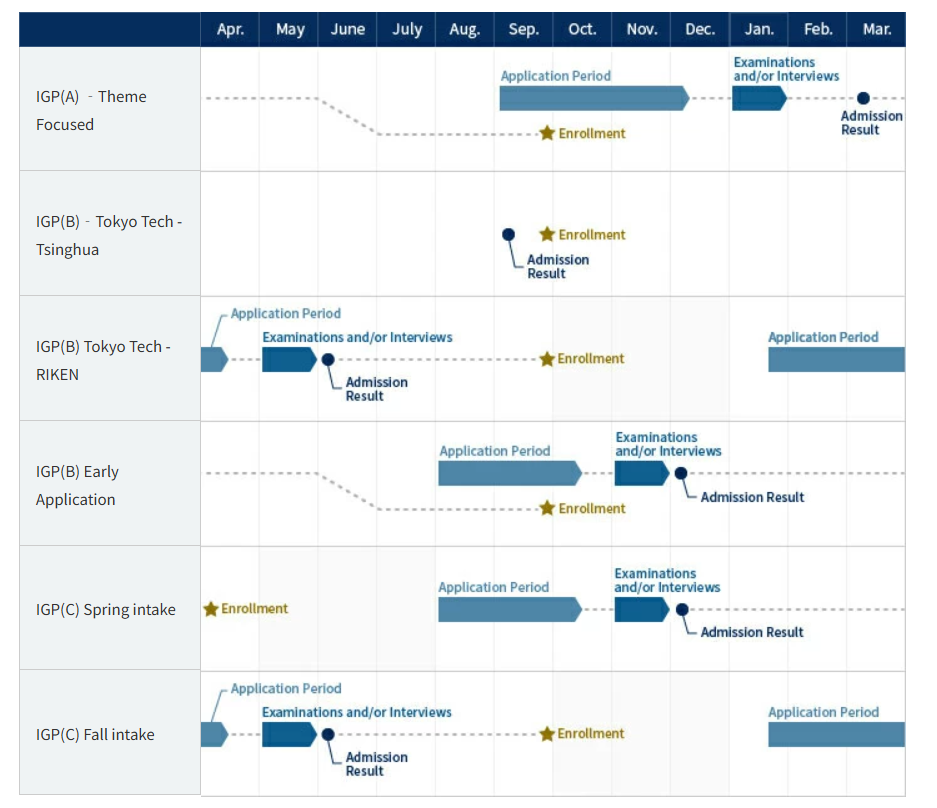 Apr. May June July Aug. Sep. Oct. Nov. Dec. Jan. Feb. Mar.
IGP(A) - Theme
Focused
Application Period
Examinations
and/or Interviews
Admission
Result
Enrollment
IGP(B) - Tokyo Tech -
Tsinghua
Enrollment
Admission
Result
IGP(B) Tokyo Tech -
RIKEN
Application Period
Examinations and/or Interviews
Admission
Result
Enrollment
Application Period
IGP(B) Early
Application
Application Period
Examinations
and/or Interviews
Admission Result
Enrollment
IGP(C) Spring intake
Enrollment
Application Period
Examinations
and/or Interviews
Admission Result
IGP(C) Fall intake
Application Period
Examinations and/or Interviews
Admission
Result
Enrollment
Application Period